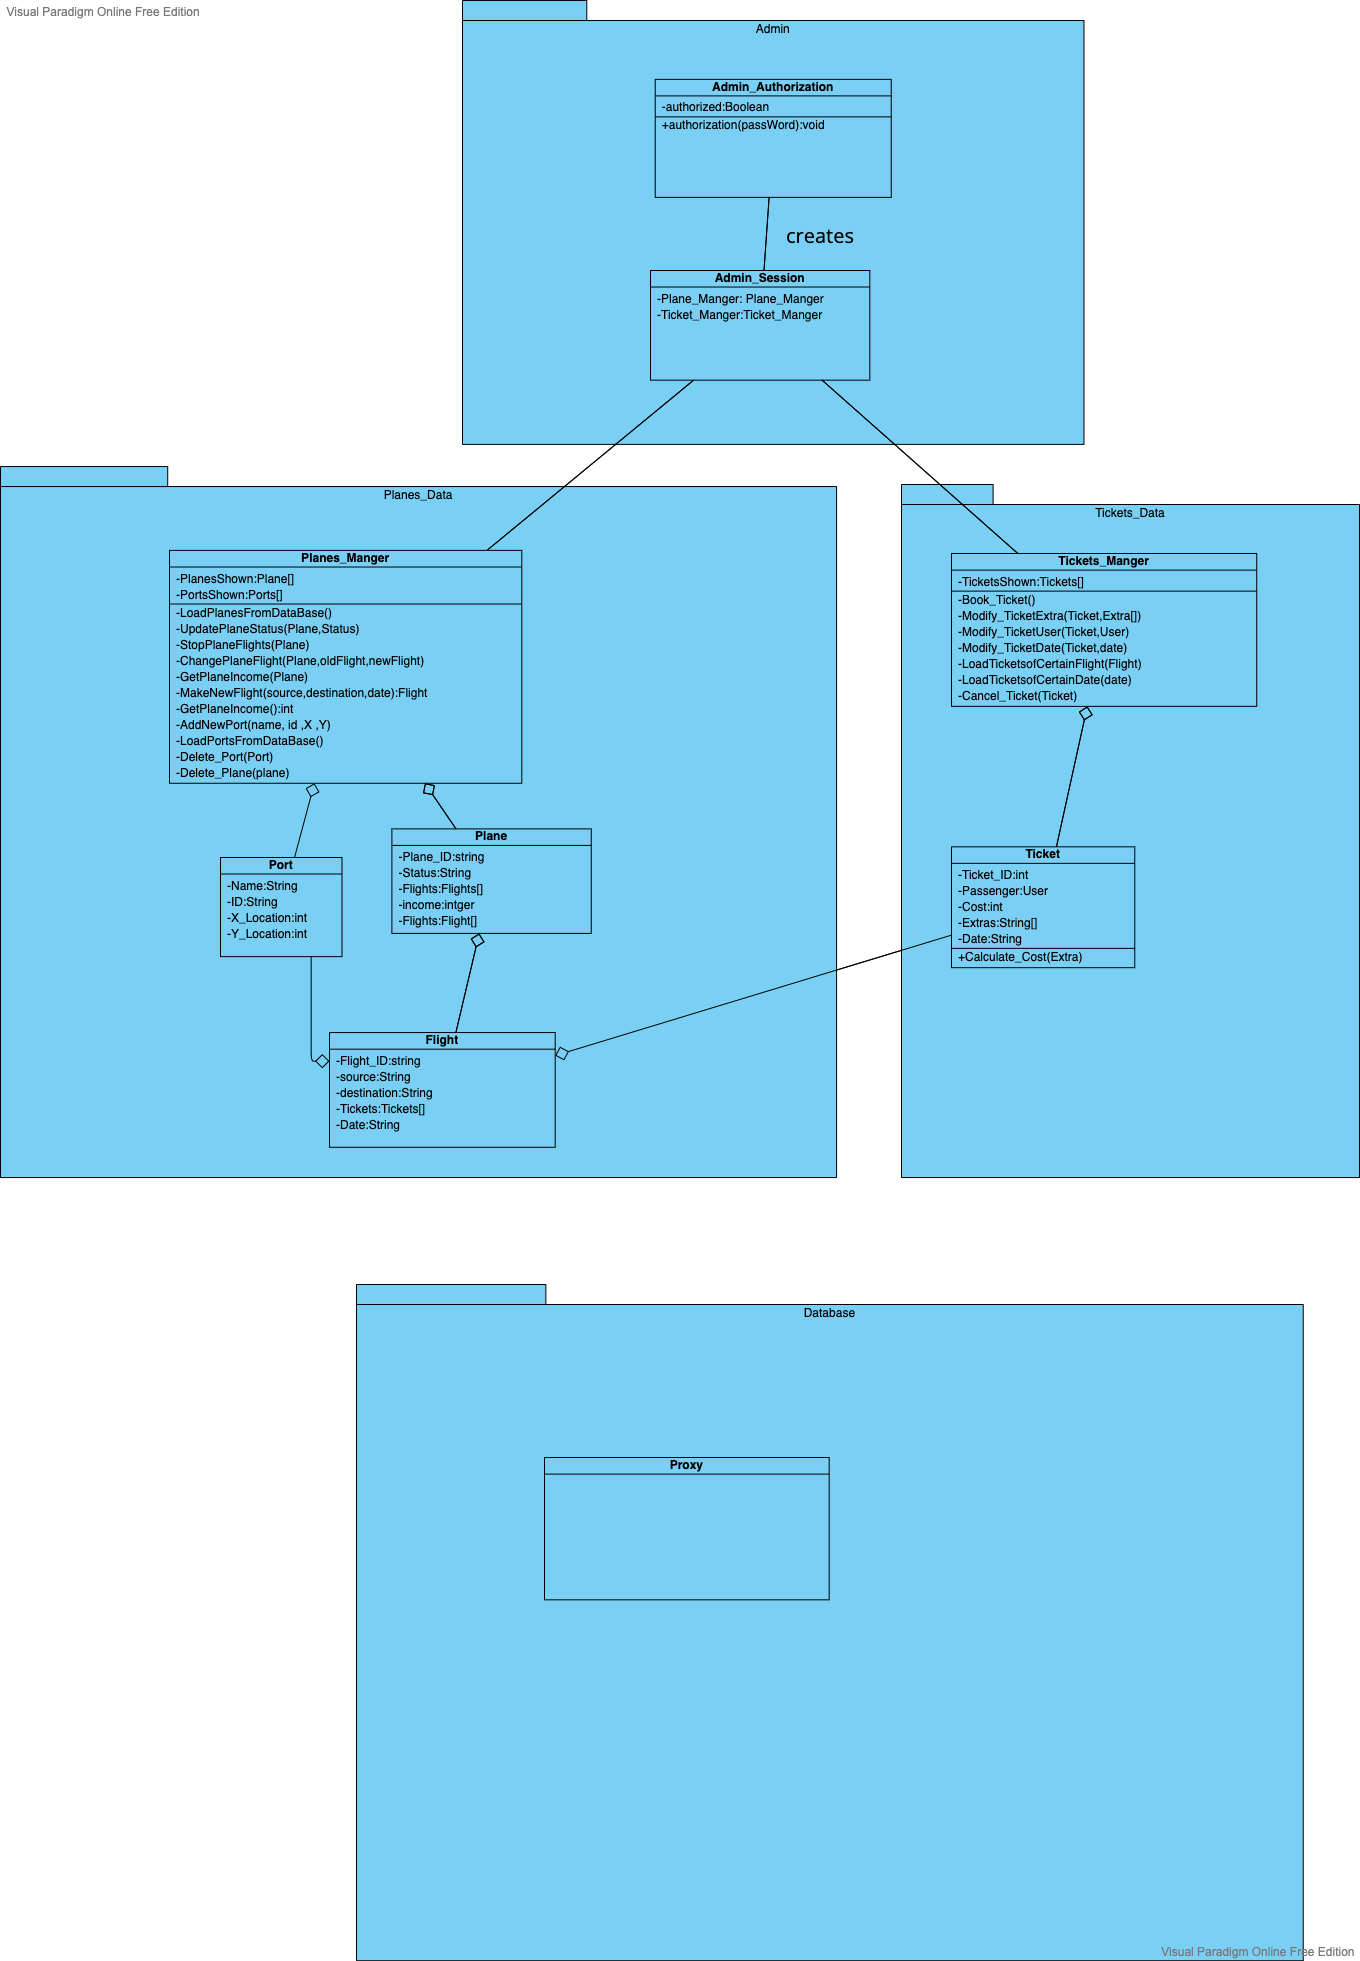 Visual Paradigm Online Free Edition
Admin
Admin_Authorization
-authorized:Boolean
+authorization(passWord):void
creates
Admin_Session
-Plane_Manger: Plane_Manger
-Ticket_Manger:Ticket_Manger
Planes_Data
Planes_Manger
-PlanesShown:Plane[]
-PortsShown:Ports[]
-LoadPlanesFromDataBase()
-UpdatePlaneStatus(Plane,Status)
-StopPlaneFlights(Plane)
-ChangePlaneFlight(Plane,oldFlight,newFlight)
-GetPlaneIncome(Plane)
-MakeNewFlight(source,destination,date):Flight
-GetPlaneIncome():int
-AddNewPort(name, id ,X ,Y)
-LoadPortsFromDataBase()
-Delete_Port(Port)
-Delete_Plane(plane)
Port
-Name:String
-ID:String
-X_Location:int
-Y_Location:int
Plane
-Plane_ID:string
-Status:String
-Flights:Flights[]
-income:intger
-Flights:Flight[]
Flight
-Flight_ID:string
-source:String
-destination:String
-Tickets:Tickets[]
-Date:String
Tickets_Data
Tickets_Manger
-TicketsShown:Tickets[]
-Book_Ticket()
-Modify_TicketExtra(Ticket,Extra[])
-Modify_TicketUser(Ticket,User)
-Modify_TicketDate(Ticket,date)
-LoadTicketsofCertainFlight(Flight)
-LoadTicketsofCertainDate(date)
-Cancel_Ticket(Ticket)
Ticket
-Ticket_ID:int
-Passenger:User
-Cost:int
-Extras:String[]
-Date:String
+Calculate_Cost(Extra)
Database
Proxy
Visual Paradigm Online Free Edition